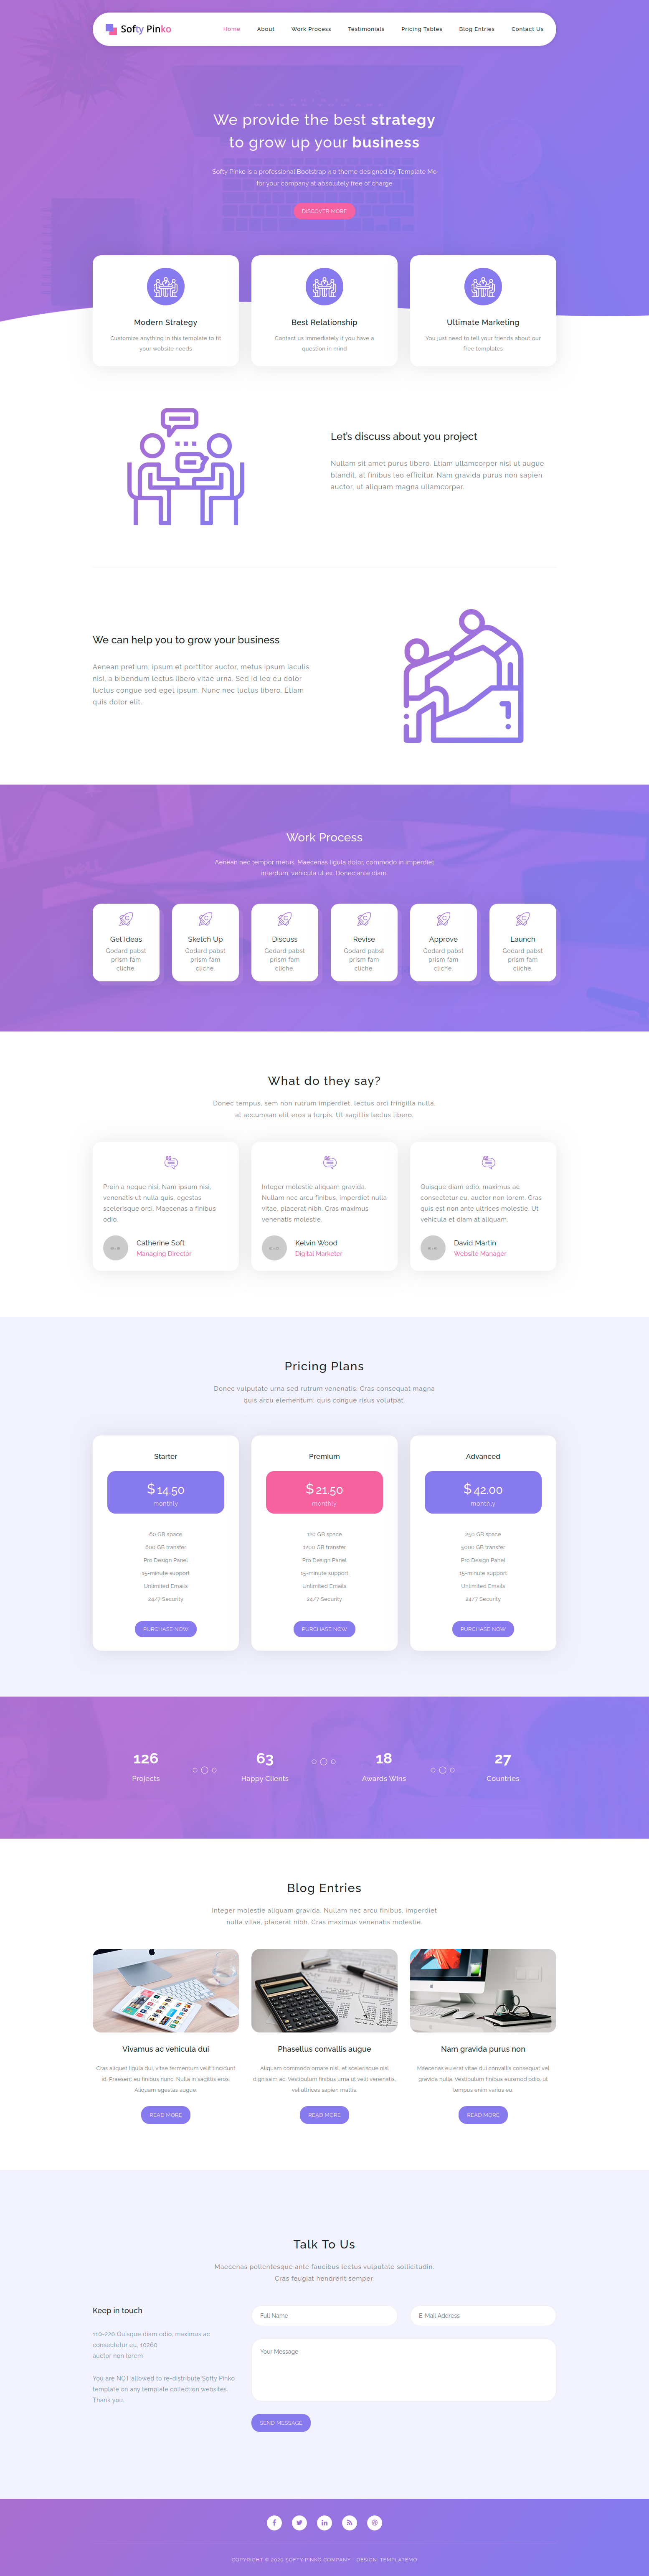 Softy Pinko
Home About Work Process Testimonials Pricing Tables Blog Entries Contact Us
We provide the best strategy
to grow up your business
Softy Pinko is a professional Bootstrap 4.0 theme designed by Template Mo
for your company at absolutely free of charge
DISCOVER MORE
Modern Strategy
Customize anything in this template to fit
your website needs
Best Relationship
Contact us immediately if you have a
question in mind
Ultimate Marketing
You just need to tell your friends about our
free templates
Let's discuss about you project
Nullam sit amet purus libero. Etiam ullamcorper nisl ut augue
blandit, at finibus leo efficitur. Nam gravida purus non sapien
auctor, ut aliquam magna ullamcorper.
We can help you to grow your business
Aenean pretium, ipsum et porttitor auctor, metus ipsum iaculis
nisi, a bibendum lectus libero vitae urna. Sed id leo eu dolor
luctus congue sed eget ipsum. Nunc nec luctus libero. Etiam
quis dolor elit.
Work Process
Aenean nec tempor metus. Maecenas ligula dolor, commodo in imperdiet
interdum, vehicula ut ex. Donec ante diam.
Get Ideas
Godard pabst
prism fam
cliche.
Sketch Up
Godard pabst
prism fam
cliche.
Discuss
Godard pabst
prism fam
cliche.
Revise
Godard pabst
prism fam
cliche.
Approve
Godard pabst
prism fam
cliche.
Launch
Godard pabst
prism fam
cliche.
What do they say?
Donec tempus, sem non rutrum imperdiet, lectus orci fringilla nulla,
at accumsan elit eros a turpis. Ut sagittis lectus libero.
Proin a neque nisi. Nam ipsum nisi,
venenatis ut nulla quis, egestas
scelerisque orci. Maecenas a finibus
odio.
Catherine Soft
Managing Director
Integer molestie aliquam gravida.
Nullam nec arcu finibus, imperdiet nulla
vitae, placerat nibh. Cras maximus
venenatis molestie.
Kelvin Wood
Digital Marketer
Quisque diam odio, maximus ac
consectetur eu, auctor non lorem. Cras
quis est non ante ultrices molestie. Ut
vehicula et diam at aliquam.
David Martin
Website Manager
Pricing Plans
Donec vulputate urna sed rutrum venenatis. Cras consequat magna
quis arcu elementum, quis congue risus volutpat.
Starter
$14.50
monthly
60 GB space
600 GB transfer
Pro Design Panel
15-minute support
Unlimited Emails
24/7 Security
PURCHASE NOW
Premium
$21.50
monthly
120 GB space
1200 GB transfer
Pro Design Panel
15-minute support
Unlimited Emails
24/7 Security
PURCHASE NOW
Advanced
$42.00
monthly
250 GB space
5000 GB transfer
Pro Design Panel
15-minute support
Unlimited Emails
24/7 Security
PURCHASE NOW
126
Projects
63
Happy Clients
18
Awards Wins
27
Countries
Blog Entries
Integer molestie aliquam gravida. Nullam nec arcu finibus, imperdiet
nulla vitae, placerat nibh. Cras maximus venenatis molestie.
Vivamus ac vehicula dui
Cras aliquet ligula dui, vitae fermentum velit tincidunt
id. Praesent eu finibus nunc. Nulla in sagittis eros.
Aliquam egestas augue.
READ MORE
Phasellus convallis augue
Aliquam commodo ornare nisl, et scelerisque nisl
dignissim ac. Vestibulum finibus urna ut velit venenatis,
vel ultrices sapien mattis.
READ MORE
Nam gravida purus non
Maecenas eu erat vitae dui convallis consequat vel
gravida nulla. Vestibulum finibus euismod odio, ut
tempus enim varius eu.
READ MORE
Talk To Us
Maecenas pellentesque ante faucibus lectus vulputate sollicitudin.
Cras feugiat hendrerit semper.
Keep in touch
110-220 Quisque diam odio, maximus ac
consectetur eu, 10260
auctor non lorem
You are NOT allowed to re-distribute Softy Pinko
template on any template collection websites.
Thank you.
Full Name
E-Mail Address
Your Message
SEND MESSAGE
COPYRIGHT © 2020 SOFTY PINKO COMPANY - DESIGN: TEMPLATEMO